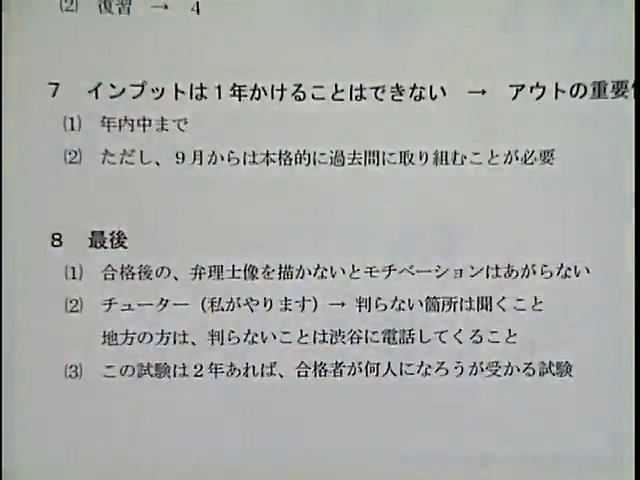 (2) 復習 → 4
7 インプットは1年かけることはできない → アウトの重要
(1) 年内中まで
(2) ただし、9月からは本格的に過去問に取り組むことが必要
8 最後
(1) 合格後の、弁理士像を描かないとモチベーションはあがらない
(2) チューター（私がやります）→ 判らない箇所は聞くこと
地方の方は、判らないことは渋谷に電話してくること
(3) この試験は2年あれば、合格者が何人になろうが受かる試験